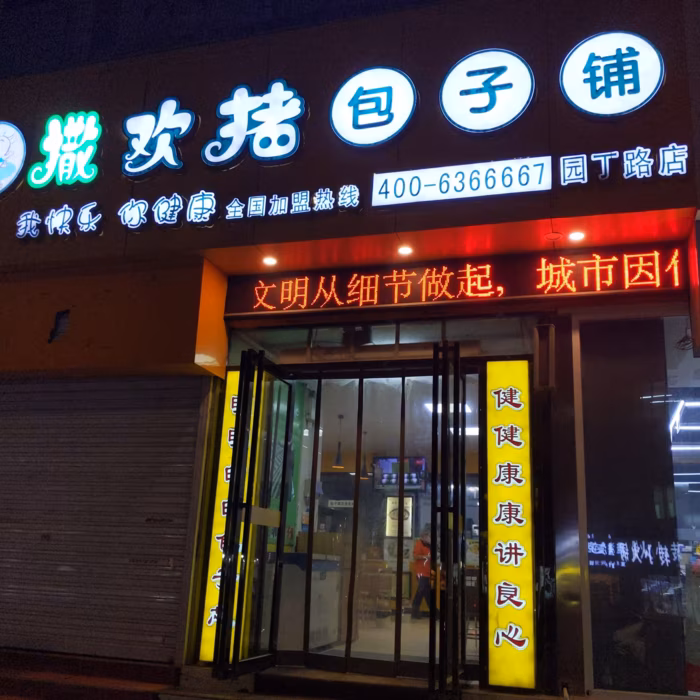 撒欢猪包子铺
我快乐 你健康 全国加盟热线 400-6366667 园丁路店
文明从细节做起，城市因
健健康康讲良心